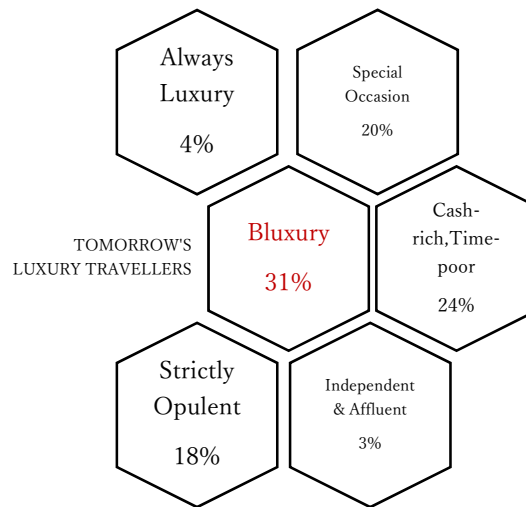 Always
Luxury
4%
Special
Occasion
20%
TOMORROW'S
LUXURY TRAVELLERS
Bluxury
31%
Cash-
rich,Time-
poor
24%
Strictly
Opulent
18%
Independent
& Affluent
3%